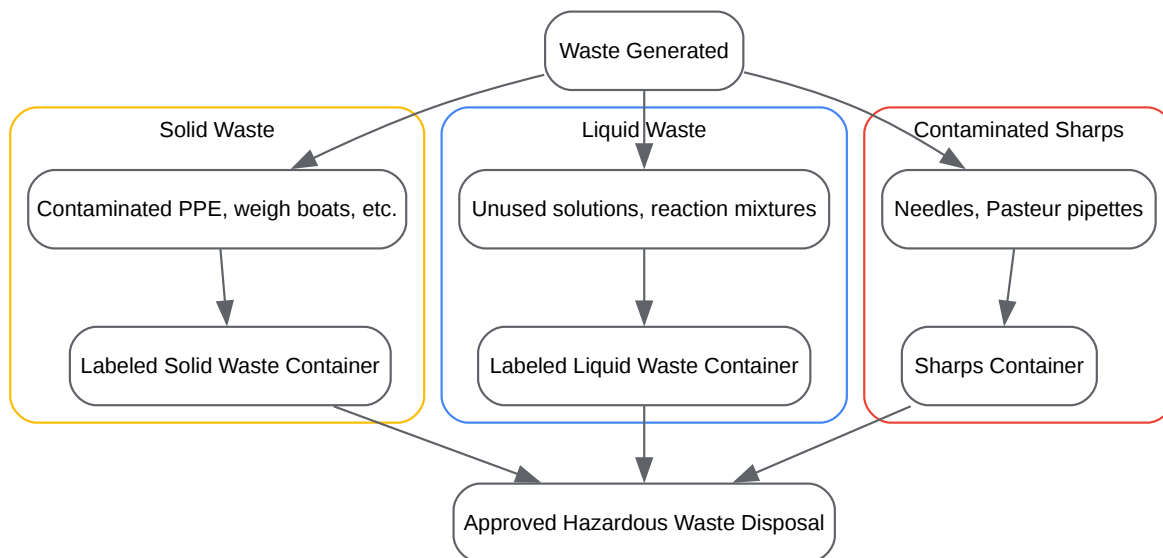 Waste Generated
Solid Waste
Liquid Waste
Contaminated Sharps
Contaminated PPE, weigh boats, etc.
Unused solutions, reaction mixtures
Needles, Pasteur pipettes
Labeled Solid Waste Container
Labeled Liquid Waste Container
Sharps Container
Approved Hazardous Waste Disposal